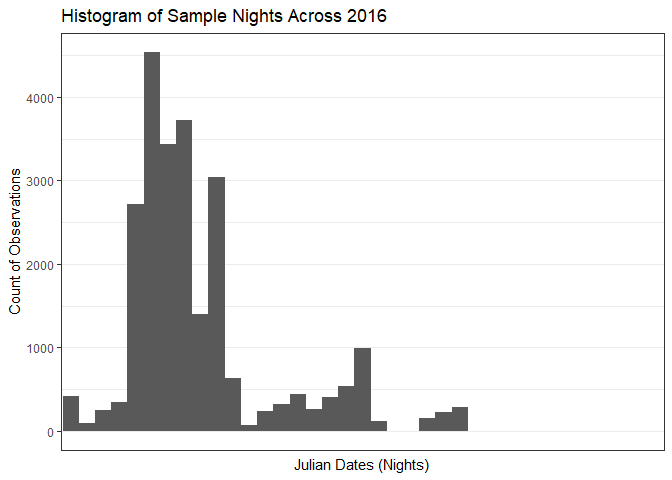 Histogram of Sample Nights Across 2016
Count of Observations
4000
3000
2000
1000
0
Julian Dates (Nights)